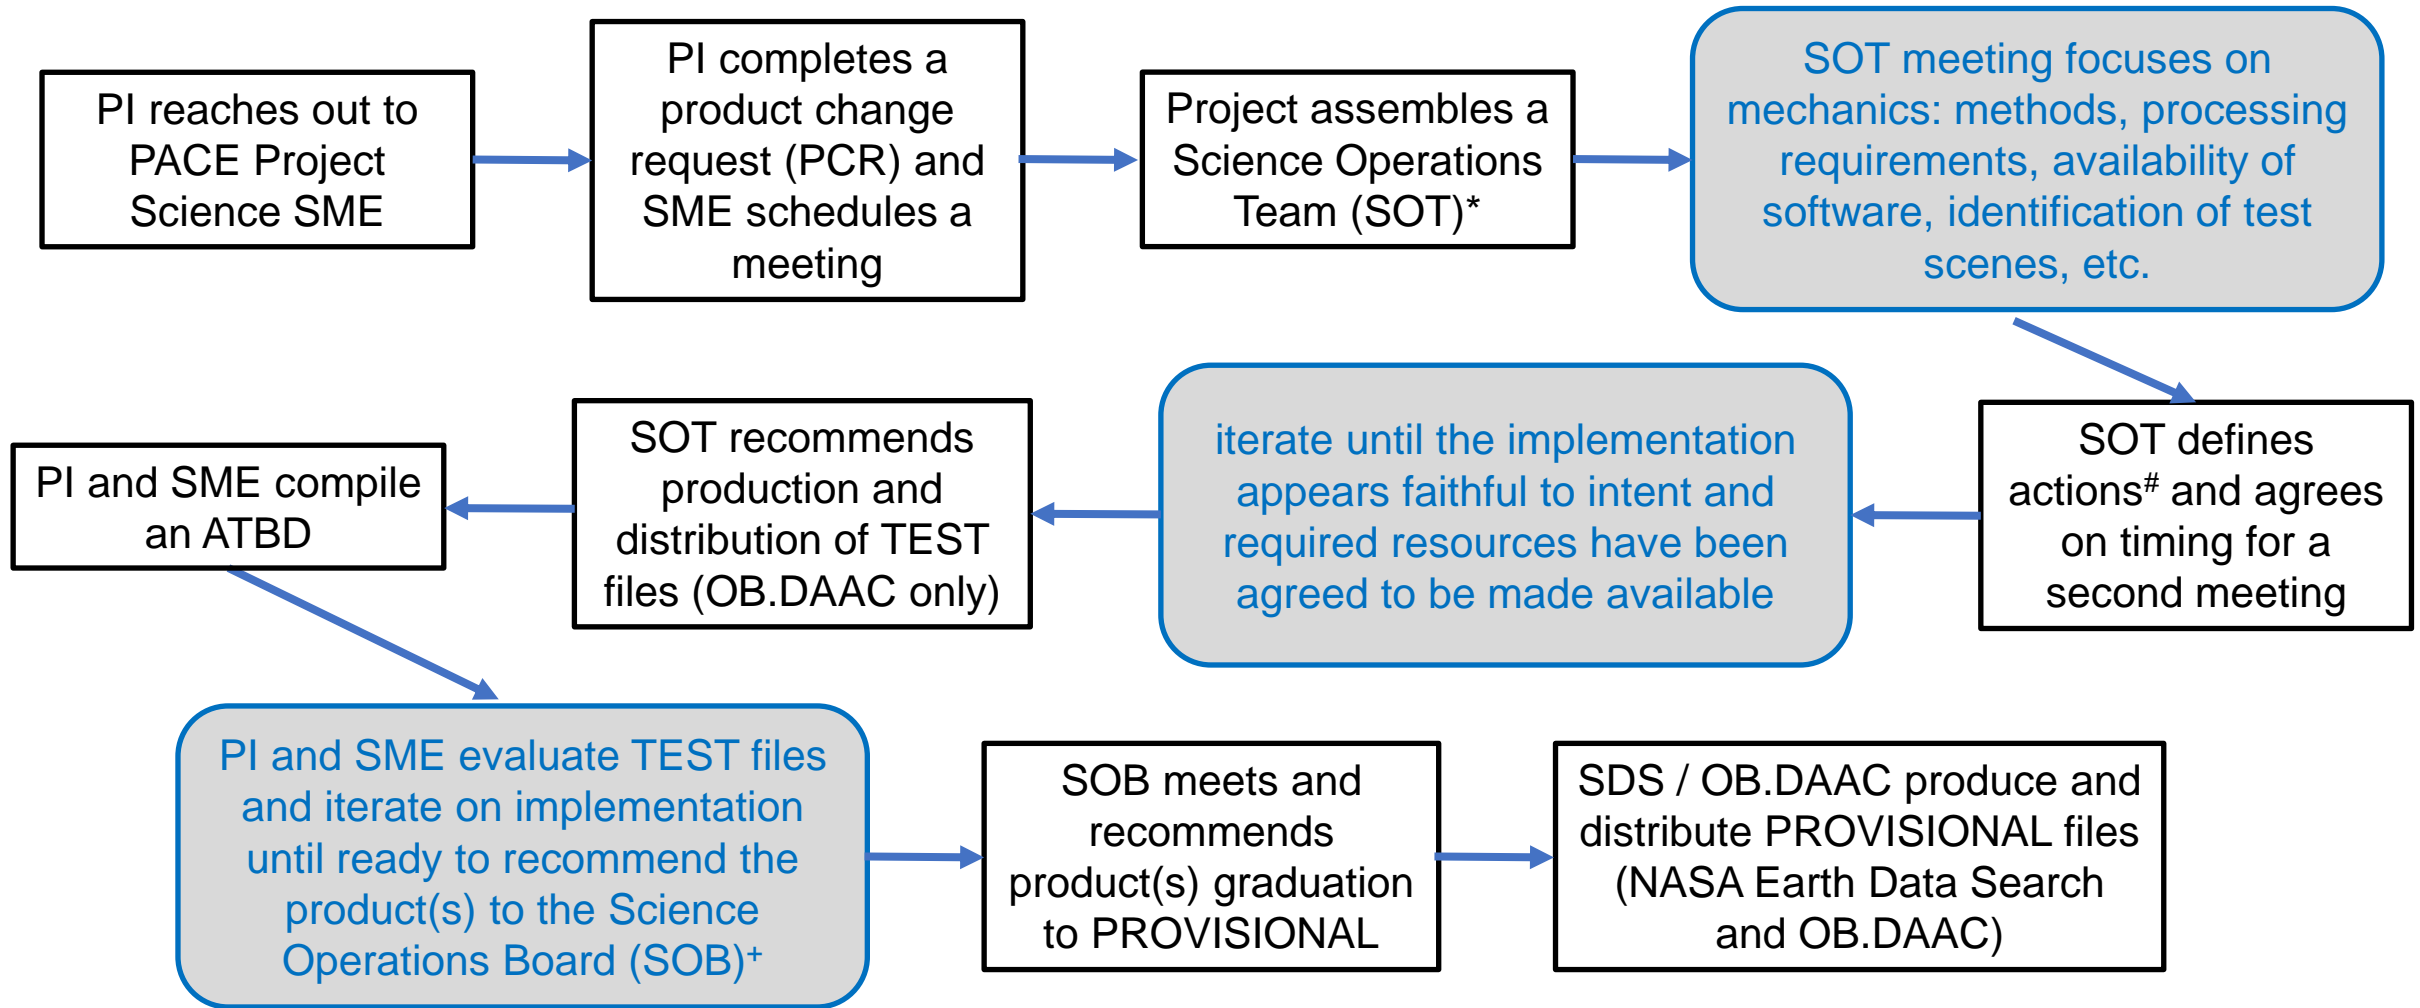 PI reaches out to
PACE Project
Science SME
PI completes a
product change
request (PCR) and
SME schedules a
meeting
Project assembles a
Science Operations
Team (SOT)*
SOT meeting focuses on
mechanics: methods, processing
requirements, availability of
software, identification of test
scenes, etc.
SOT defines
actions# and agrees
on timing for a
second meeting
iterate until the implementation
appears faithful to intent and
required resources have been
agreed to be made available
SOT recommends
production and
distribution of TEST
files (OB.DAAC only)
PI and SME compile
an ATBD
PI and SME evaluate TEST files
and iterate on implementation
until ready to recommend the
product(s) to the Science
Operations Board (SOB)+
SOB meets and
recommends
product(s) graduation
to PROVISIONAL
SDS / OB.DAAC produce and
distribute PROVISIONAL files
(NASA Earth Data Search
and OB.DAAC)